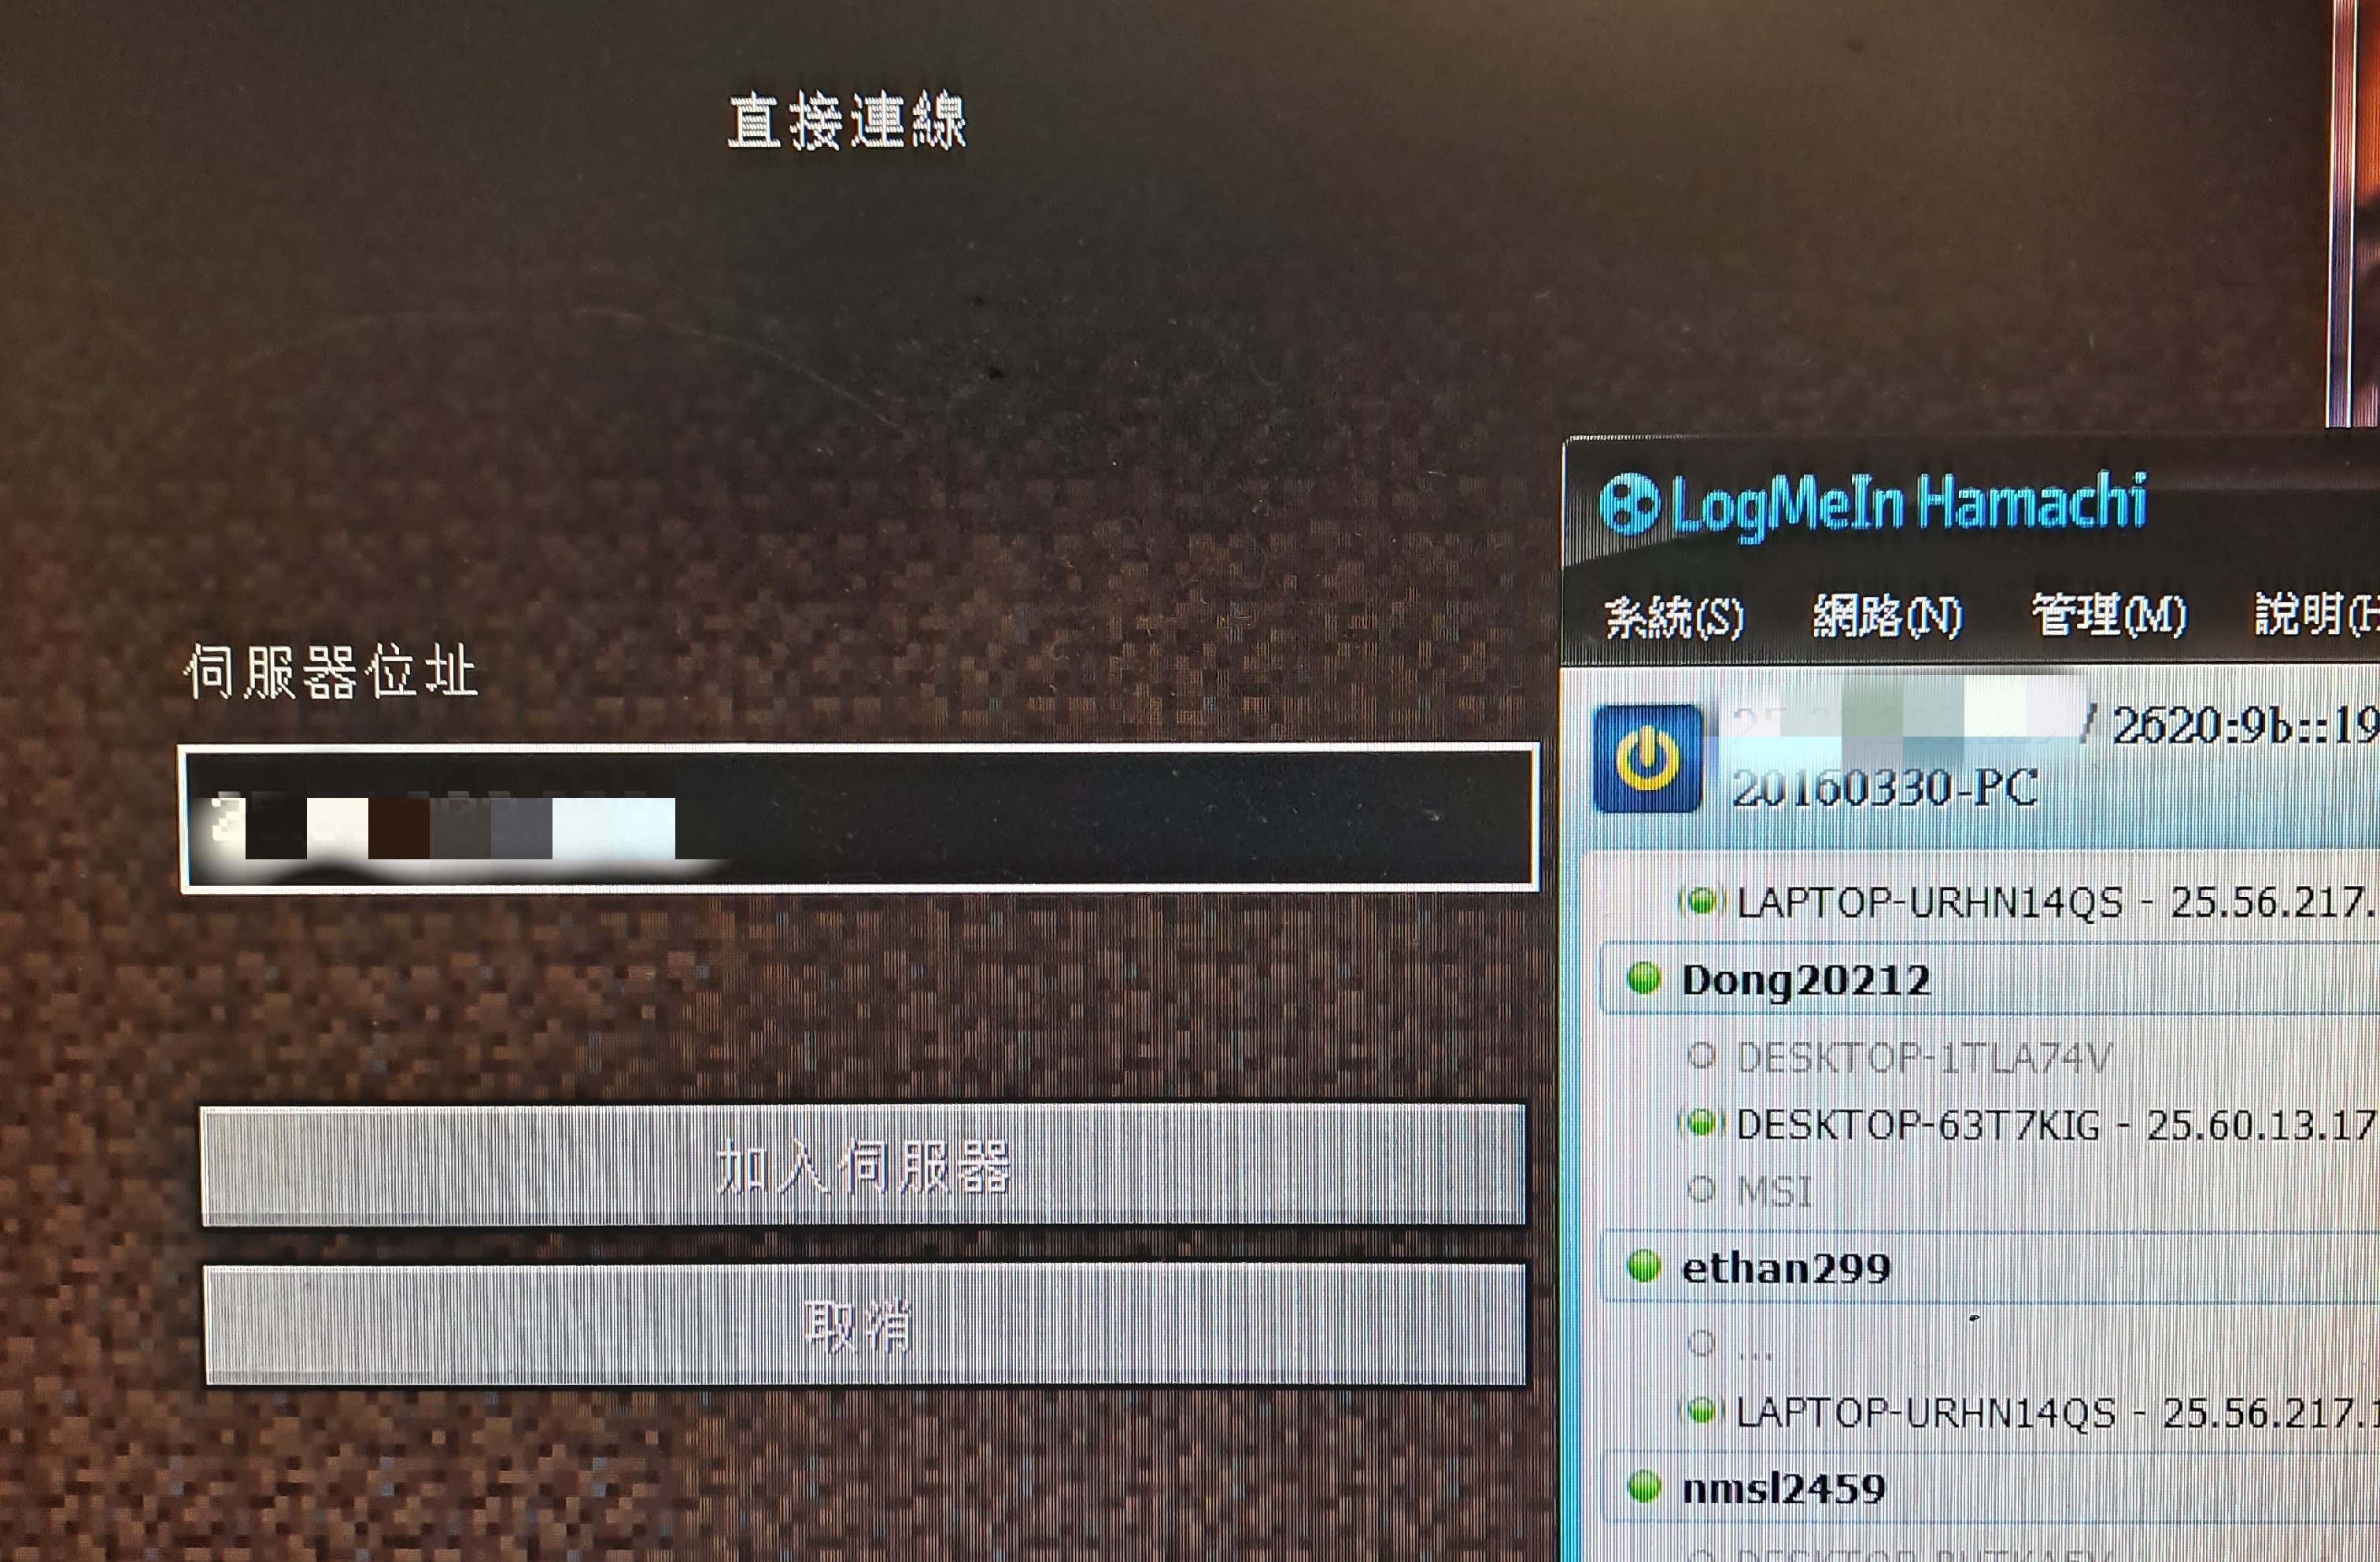 直接連線
伺服器位址
加入伺服器
取消
LogMeIn Hamachi
系統(S) 網路(N) 管理(M) 說明(H
/ 2620:9b::19
20160330-PC
LAPTOP-URHN14QS - 25.56.217.
Dong20212
DESKTOP-1TLA74V
DESKTOP-63T7KIG - 25.60.13.17
MSI
ethan299
...
LAPTOP-URHN14QS - 25.56.217.1
nmsl2459